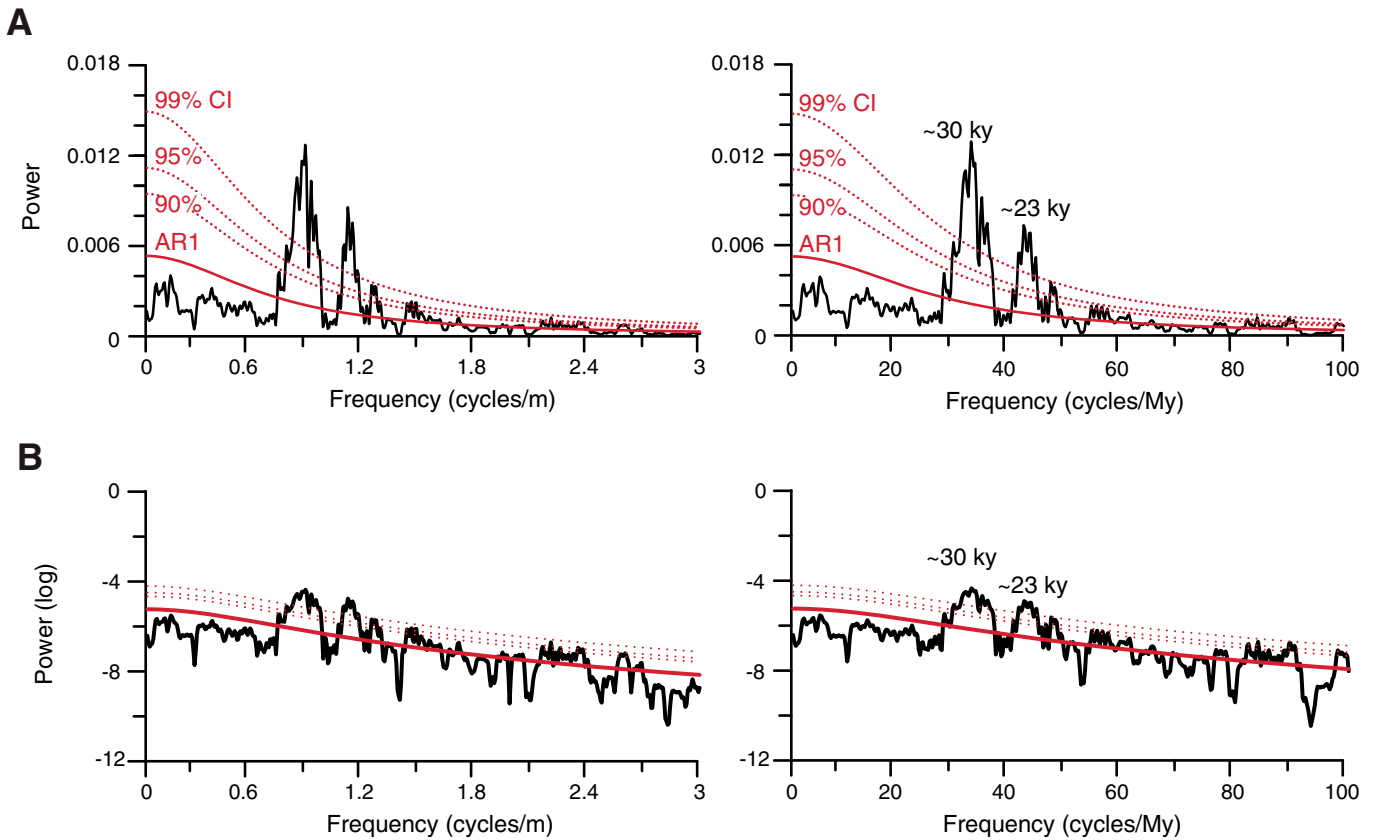 A
0.018
0.012
0.006
0
Power
99% CI
95%
90%
AR1
0
0.6
1.2
1.8
2.4
3
Frequency (cycles/m)
0.018
0.012
0.006
0
99% CI
95%
90%
AR1
~30 ky
~23 ky
0
20
40
60
80
100
Frequency (cycles/My)
B
0
-4
-8
-12
Power (log)
0
0.6
1.2
1.8
2.4
3
Frequency (cycles/m)
0
-4
-8
-12
~30 ky
~23 ky
0
20
40
60
80
100
Frequency (cycles/My)